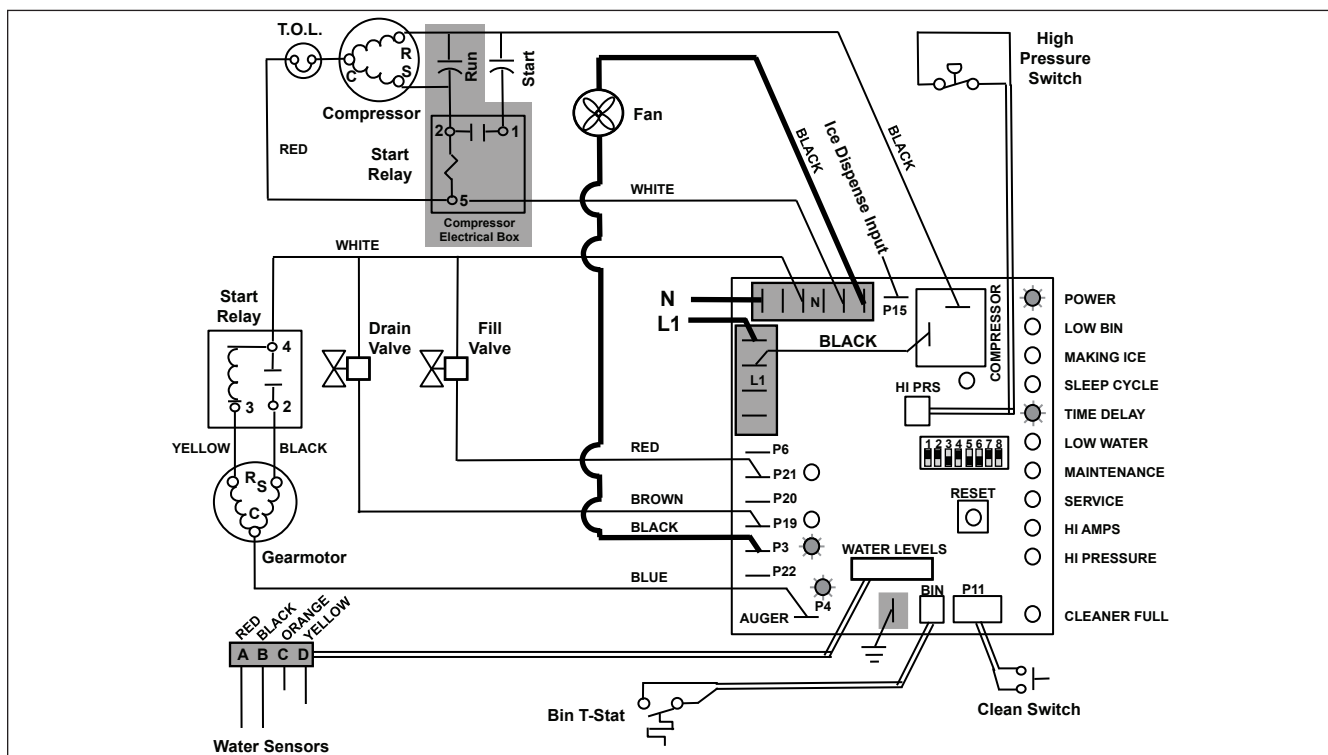 T.O.L.
R
S
C
Compressor
Run
Start
2
1
Start
Relay
5
Compressor
Electrical Box
RED
WHITE
Fan
BLACK
Ice Dispense Input
BLACK
High
Pressure
Switch
WHITE
Start
Relay
4
3
2
YELLOW
BLACK
R
S
C
Gearmotor
Drain
Valve
Fill
Valve
N
L1
N
P15
L1
BLACK
COMPRESSOR
HI PRS
1 2 3 4 5 6 7 8
RESET
RED
P6
P21
P20
BROWN
P19
BLACK
P3
P22
BLUE
P4
AUGER
WATER LEVELS
BIN
P11
POWER
LOW BIN
MAKING ICE
SLEEP CYCLE
TIME DELAY
LOW WATER
MAINTENANCE
SERVICE
HI AMPS
HI PRESSURE
CLEANER FULL
RED
BLACK
ORANGE
YELLOW
A B C D
Water Sensors
Bin T-Stat
Clean Switch